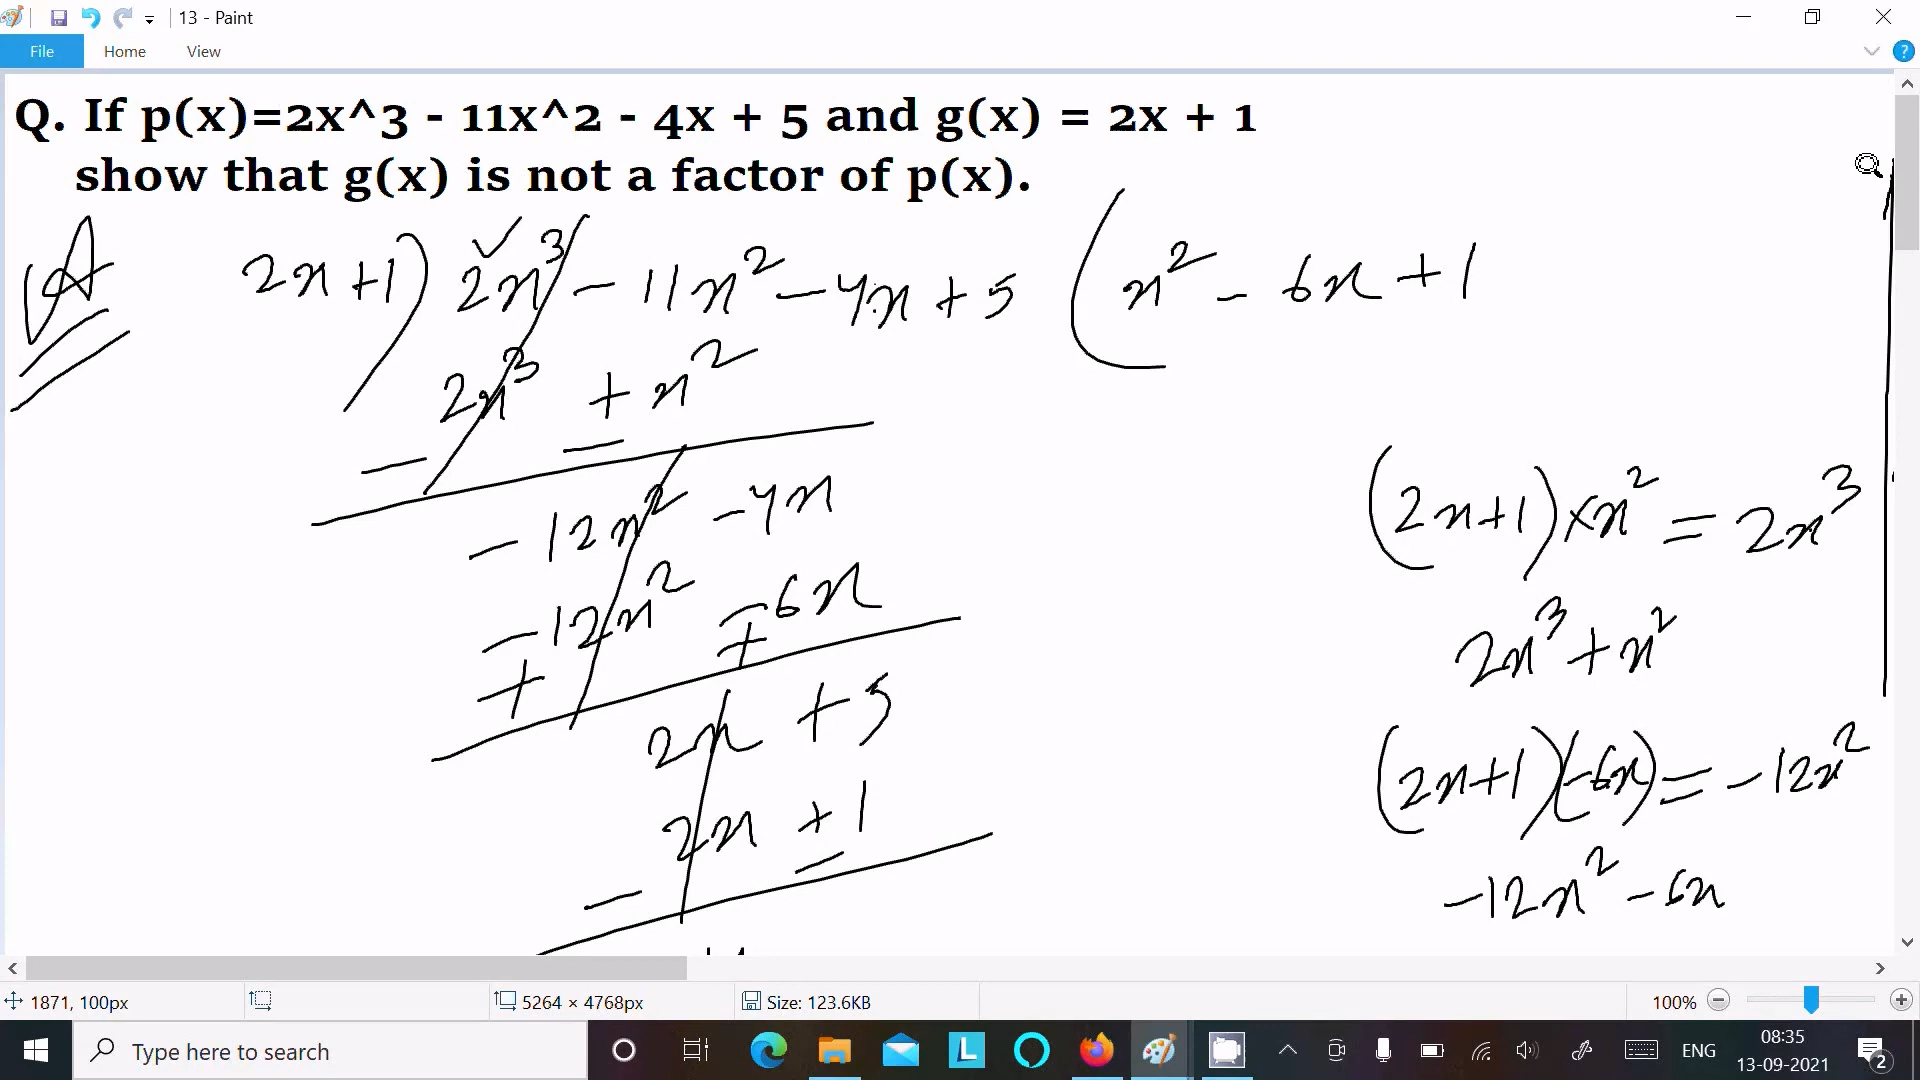 13 - Paint
File Home View
Q. If p(x)=2x^3 - 11x^2 - 4x + 5 and g(x) = 2x + 1
show that g(x) is not a factor of p(x).
A 2x+1) 2x³ - 11x² - 4x + 5 (x² - 6x + 1
2x³ + x²
- -
-12x² - 4x
-12x² - 6x
+ +
2x + 5
2x + 1
- -
(2x+1)×x² = 2x³
2x³ + x²
(2x+1)(-6x) = -12x²
-12x² - 6x
1871, 100px
5264 × 4768px
Size: 123.6KB
100%
Type here to search
L
ENG
08:35
13-09-2021
2